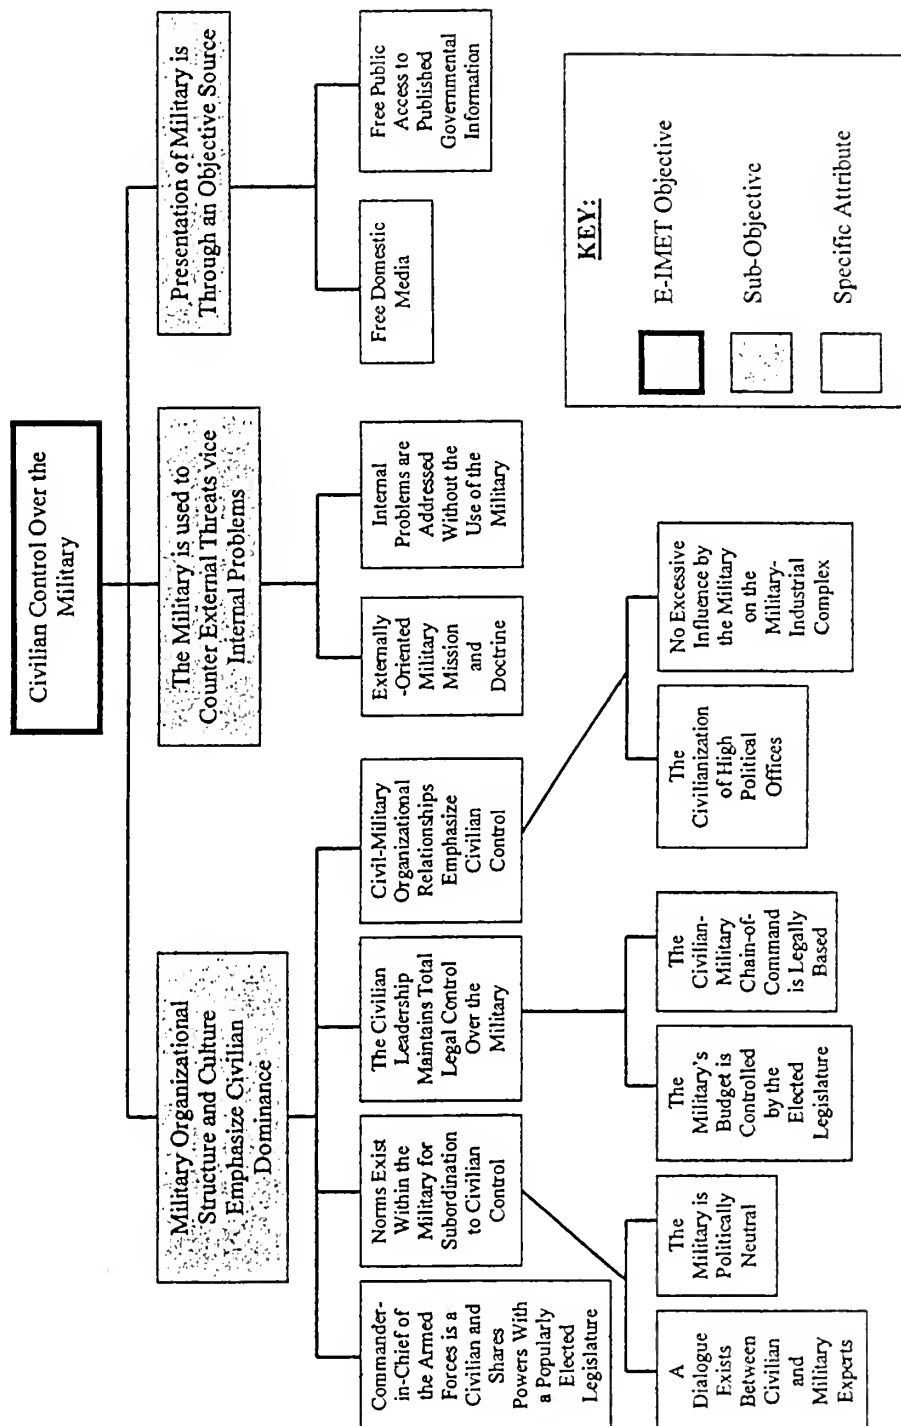 Civilian Control Over the
Military
Military Organizational
Structure and Culture
Emphasize Civilian
Dominance
The Military is used to
Counter External Threats vice
Internal Problems
Presentation of Military is
Through an Objective Source
Commander-
in-Chief of
the Armed
Forces is a
Civilian and
Shares
Powers With
a Popularly
Elected
Legislature
Norms Exist
Within the
Military for
Subordination
to Civilian
Control
The Civilian
Leadership
Maintains Total
Legal Control
Over the
Military
Civil-Military
Organizational
Relationships
Emphasize
Civilian
Control
Externally
-Oriented
Military
Mission
and
Doctrine
Internal
Problems are
Addressed
Without the
Use of the
Military
Free Domestic
Media
Free Public
Access to
Published
Governmental
Information
A
Dialogue
Exists
Between
Civilian
and
Military
Experts
The
Military is
Politically
Neutral
The
Military's
Budget is
Controlled
by the
Elected
Legislature
The
Civilian-
Military
Chain-of-
Command
is Legally
Based
The
Civilianization
of High
Political
Offices
No Excessive
Influence by
the Military
on the
Military-
Industrial
Complex
KEY:
E-IMET Objective
Sub-Objective
Specific Attribute